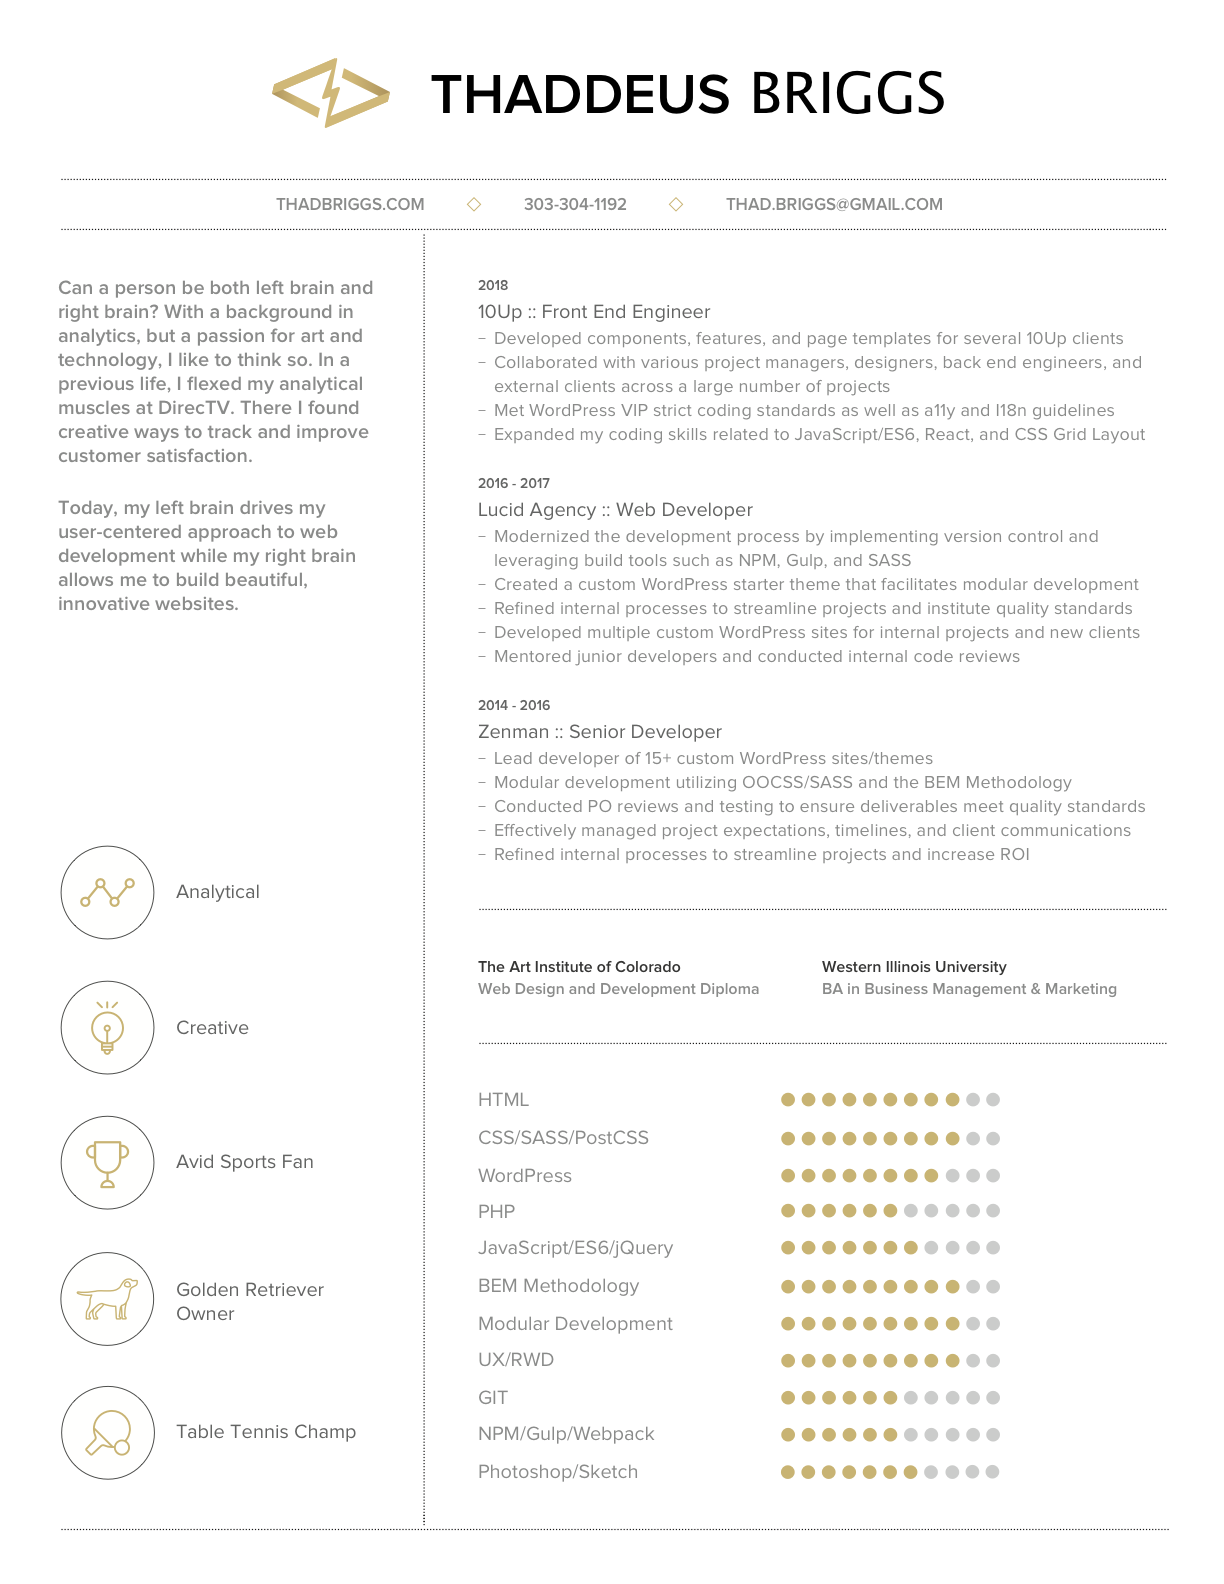 THADDEUS BRIGGS
THADBRIGGS.COM 303-304-1192 THAD.BRIGGS@GMAIL.COM
Can a person be both left brain and
right brain? With a background in
analytics, but a passion for art and
technology, I like to think so. In a
previous life, I flexed my analytical
muscles at DirecTV. There I found
creative ways to track and improve
customer satisfaction.
Today, my left brain drives my
user-centered approach to web
development while my right brain
allows me to build beautiful,
innovative websites.
Analytical
Creative
Avid Sports Fan
Golden Retriever
Owner
Table Tennis Champ
2018
10Up :: Front End Engineer
– Developed components, features, and page templates for several 10Up clients
– Collaborated with various project managers, designers, back end engineers, and
external clients across a large number of projects
– Met WordPress VIP strict coding standards as well as a11y and I18n guidelines
– Expanded my coding skills related to JavaScript/ES6, React, and CSS Grid Layout
2016 - 2017
Lucid Agency :: Web Developer
– Modernized the development process by implementing version control and
leveraging build tools such as NPM, Gulp, and SASS
– Created a custom WordPress starter theme that facilitates modular development
– Refined internal processes to streamline projects and institute quality standards
– Developed multiple custom WordPress sites for internal projects and new clients
– Mentored junior developers and conducted internal code reviews
2014 - 2016
Zenman :: Senior Developer
– Lead developer of 15+ custom WordPress sites/themes
– Modular development utilizing OOCSS/SASS and the BEM Methodology
– Conducted PO reviews and testing to ensure deliverables meet quality standards
– Effectively managed project expectations, timelines, and client communications
– Refined internal processes to streamline projects and increase ROI
The Art Institute of Colorado
Web Design and Development Diploma
Western Illinois University
BA in Business Management & Marketing
HTML
CSS/SASS/PostCSS
WordPress
PHP
JavaScript/ES6/jQuery
BEM Methodology
Modular Development
UX/RWD
GIT
NPM/Gulp/Webpack
Photoshop/Sketch